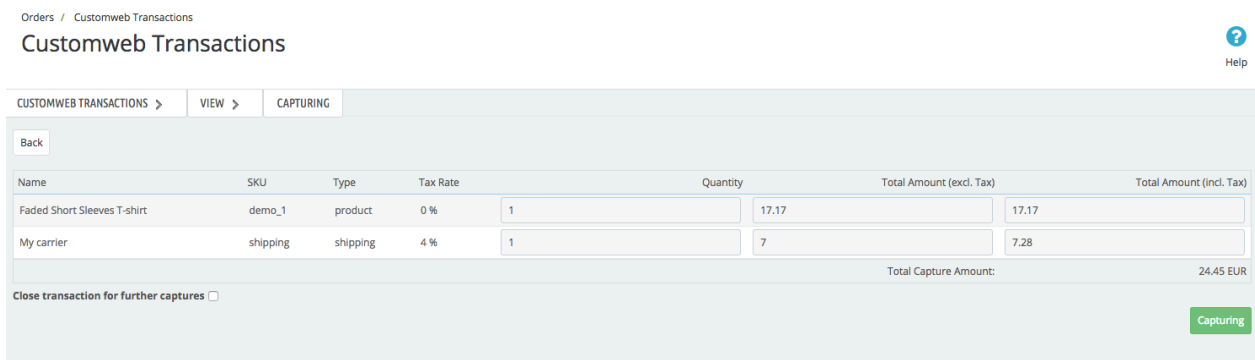 Orders / Customweb Transactions
Customweb Transactions
Help
CUSTOMWEB TRANSACTIONS > VIEW > CAPTURING
Back
Name SKU Type Tax Rate Quantity Total Amount (excl. Tax) Total Amount (incl. Tax)
Faded Short Sleeves T-shirt demo_1 product 0 % 1 17.17 17.17
My carrier shipping shipping 4 % 1 7 7.28
Total Capture Amount: 24.45 EUR
Close transaction for further captures
Capturing